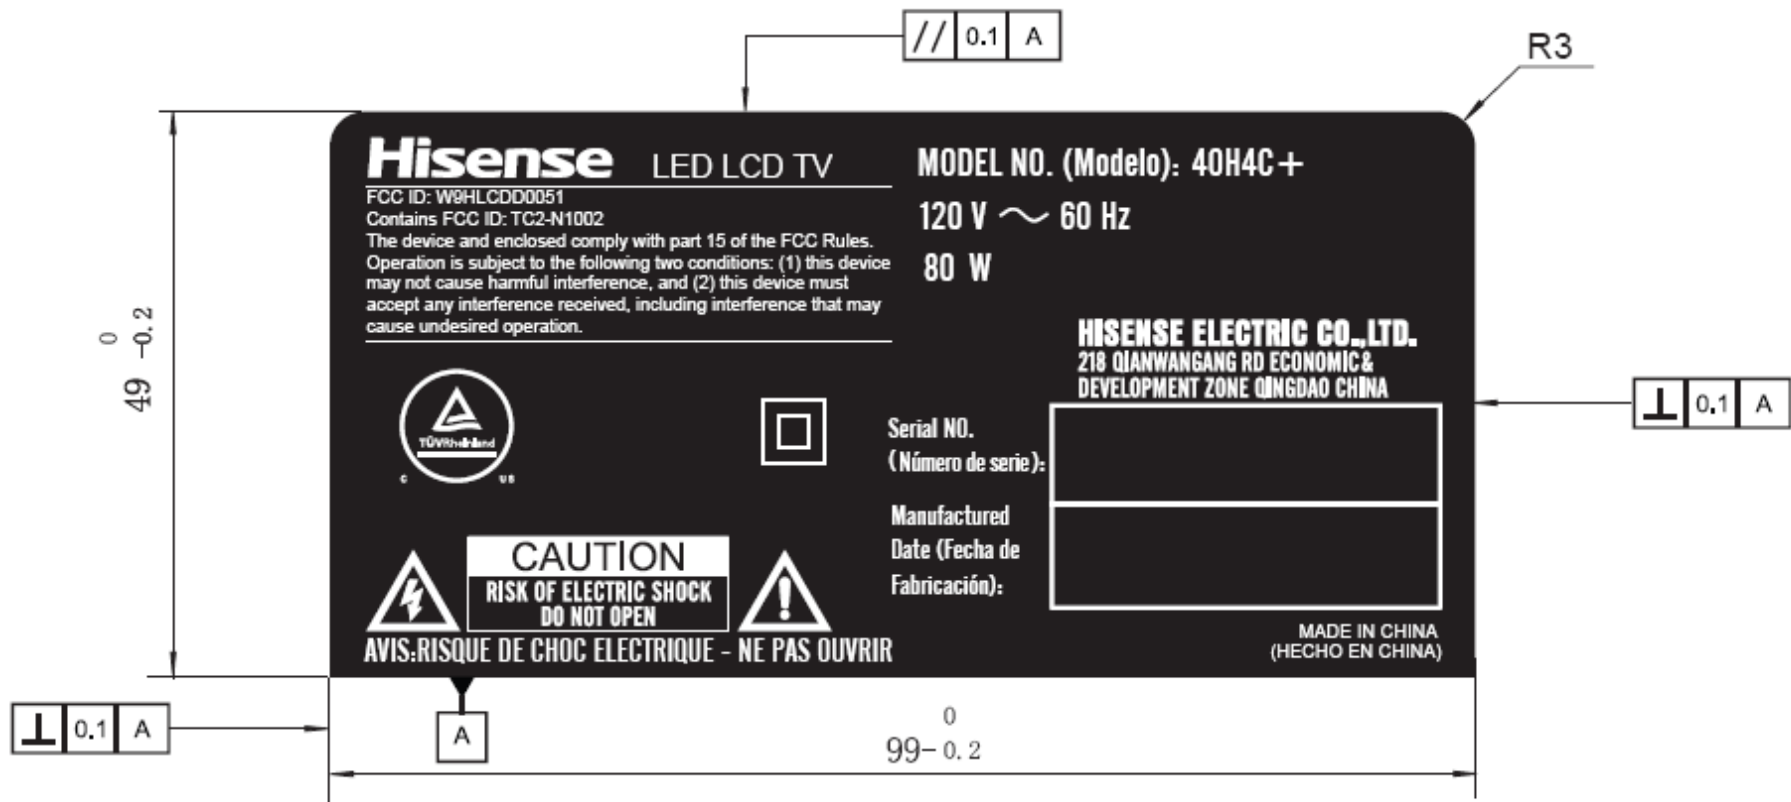 // 0.1 A
R3
Hisense LED LCD TV
FCC ID: W9HLCDD0051
Contains FCC ID: TC2-N1002
The device and enclosed comply with part 15 of the FCC Rules.
Operation is subject to the following two conditions: (1) this device
may not cause harmful interference, and (2) this device must
accept any interference received, including interference that may
cause undesired operation.
MODEL NO. (Modelo): 40H4C+
120 V ～ 60 Hz
80 W
HISENSE ELECTRIC CO.,LTD.
218 QIANWANGANG RD ECONOMIC&
DEVELOPMENT ZONE QINGDAO CHINA
0
49 -0.2
TÜVRheinland
C US
Serial NO.
(Número de serie):
Manufactured
Date (Fecha de
Fabricación):
⊥ 0.1 A
CAUTION
RISK OF ELECTRIC SHOCK
DO NOT OPEN
AVIS:RISQUE DE CHOC ELECTRIQUE - NE PAS OUVRIR
MADE IN CHINA
(HECHO EN CHINA)
⊥ 0.1 A
A
0
99-0.2